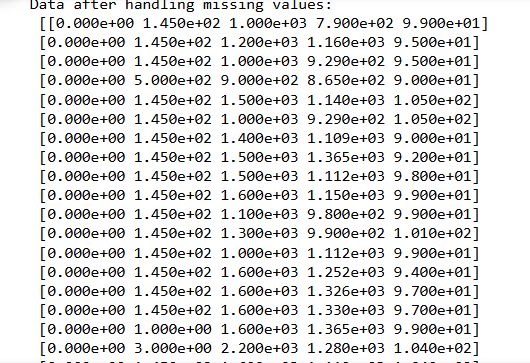 Data after handling missing values:
[[0.000e+00 1.450e+02 1.000e+03 7.900e+02 9.900e+01]
[0.000e+00 1.450e+02 1.200e+03 1.160e+03 9.500e+01]
[0.000e+00 1.450e+02 1.000e+03 9.290e+02 9.500e+01]
[0.000e+00 5.000e+02 9.000e+02 8.650e+02 9.000e+01]
[0.000e+00 1.450e+02 1.500e+03 1.140e+03 1.050e+02]
[0.000e+00 1.450e+02 1.000e+03 9.290e+02 1.050e+02]
[0.000e+00 1.450e+02 1.400e+03 1.109e+03 9.000e+01]
[0.000e+00 1.450e+02 1.500e+03 1.365e+03 9.200e+01]
[0.000e+00 1.450e+02 1.500e+03 1.112e+03 9.800e+01]
[0.000e+00 1.450e+02 1.600e+03 1.150e+03 9.900e+01]
[0.000e+00 1.450e+02 1.100e+03 9.800e+02 9.900e+01]
[0.000e+00 1.450e+02 1.300e+03 9.900e+02 1.010e+02]
[0.000e+00 1.450e+02 1.000e+03 1.112e+03 9.900e+01]
[0.000e+00 1.450e+02 1.600e+03 1.252e+03 9.400e+01]
[0.000e+00 1.450e+02 1.600e+03 1.326e+03 9.700e+01]
[0.000e+00 1.450e+02 1.600e+03 1.330e+03 9.700e+01]
[0.000e+00 1.000e+00 1.600e+03 1.365e+03 9.900e+01]
[0.000e+00 3.000e+00 2.200e+03 1.280e+03 1.040e+02]